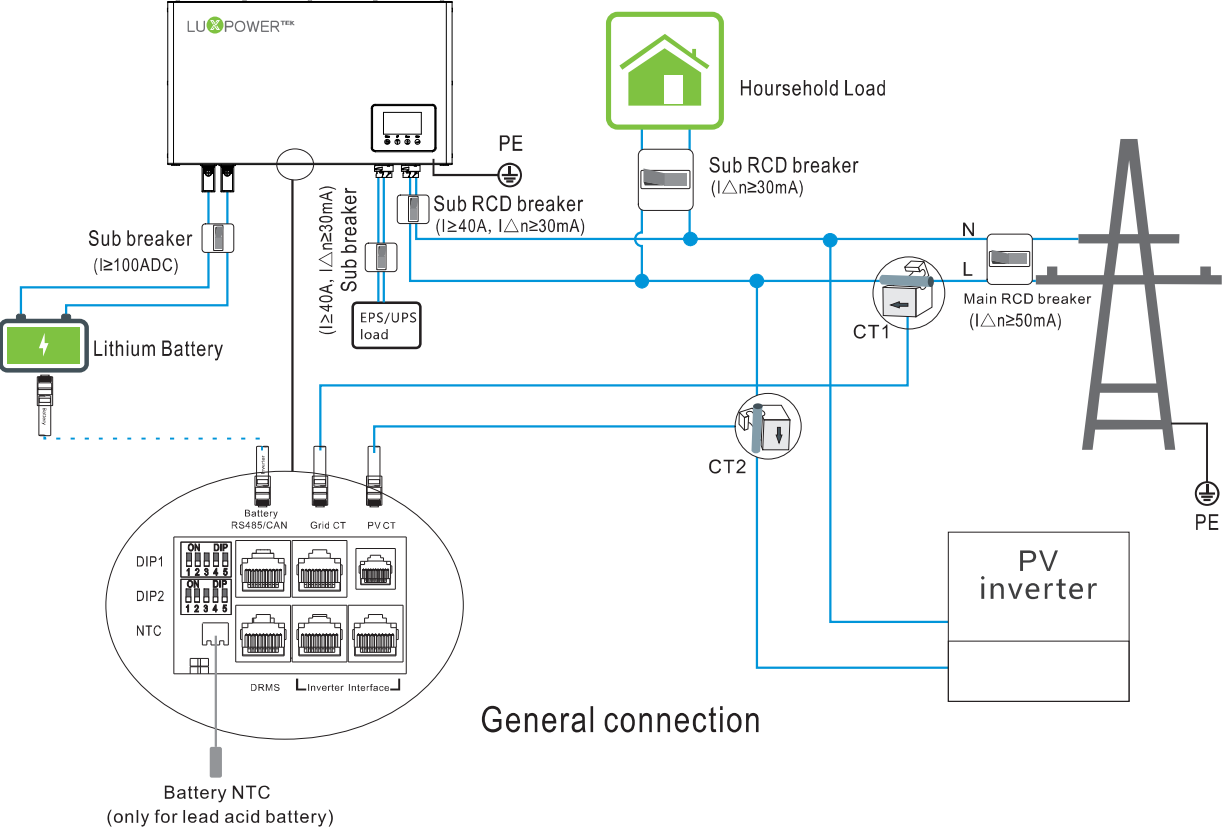 LUXPOWERTEK
PE
Hoursehold Load
Sub RCD breaker
(I△n≥30mA)
Sub breaker
(I≥100ADC)
Sub breaker
(I≥40A, I△n≥30mA)
Sub RCD breaker
(I≥40A, I△n≥30mA)
N
L
Main RCD breaker
(I△n≥50mA)
EPS/UPS
load
CT1
Lithium Battery
Battery
CT2
PE
Battery
RS485/CAN
Grid CT
PV CT
DIP1
ON DIP
1 2 3 4 5
DIP2
ON DIP
1 2 3 4 5
NTC
DRMS
Inverter Interface
PV
inverter
General connection
Battery NTC
(only for lead acid battery)